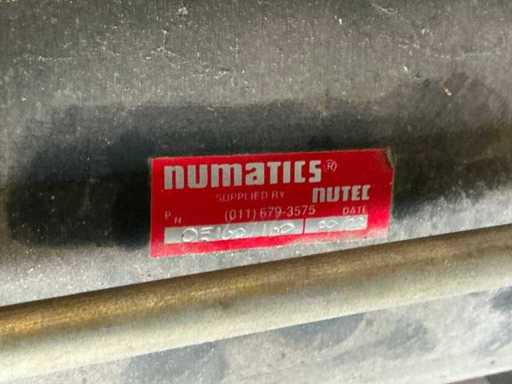 numatics®
SUPPLIED BY NUTEC
P N (011) 679-3575 DATE